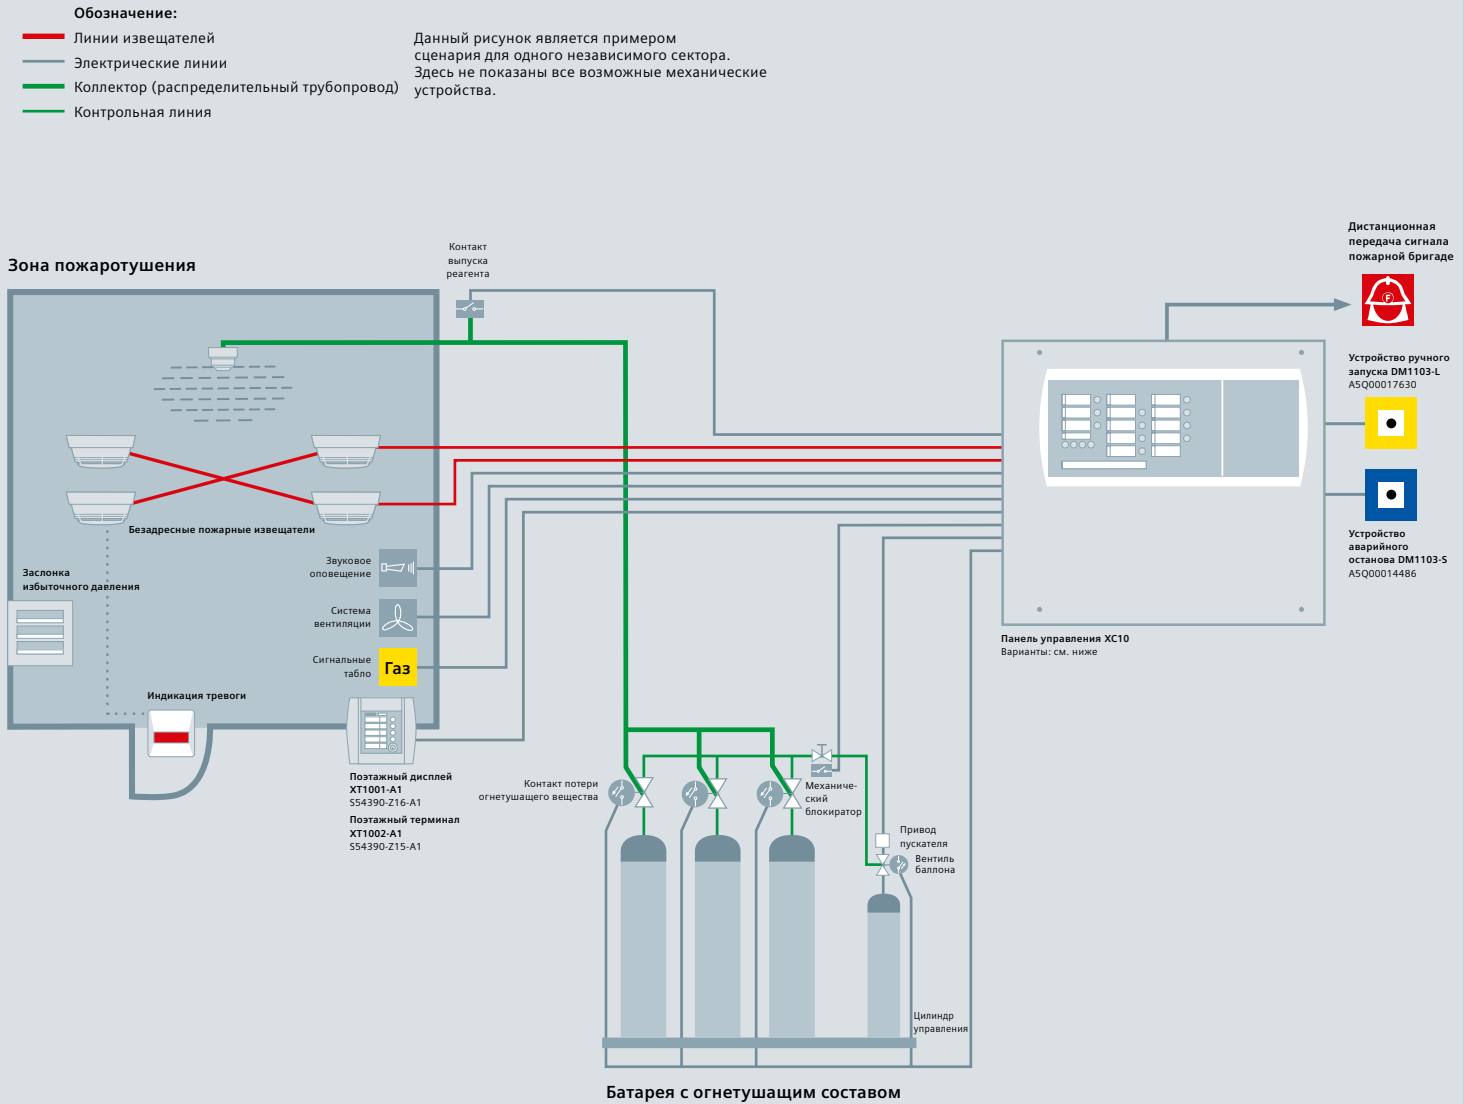 Обозначение:
Линии извещателей
Электрические линии
Коллектор (распределительный трубопровод)
Контрольная линия
Данный рисунок является примером
сценария для одного независимого сектора.
Здесь не показаны все возможные механические
устройства.
Зона пожаротушения
Контакт
выпуска
реагента
Безадресные пожарные извещатели
Звуковое
оповещение
Заслонка
избыточного давления
Система
вентиляции
Сигнальные
табло
Газ
Индикация тревоги
Поэтажный дисплей
XT1001-A1
S54390-Z16-A1
Поэтажный терминал
XT1002-A1
S54390-Z15-A1
Контакт потери
огнетушащего вещества
Механиче-
ский
блокиратор
Привод
пускателя
Вентиль
баллона
Цилиндр
управления
Батарея с огнетушащим составом
Дистанционная
передача сигнала
пожарной бригаде
F
Устройство ручного
запуска DM1103-L
A5Q00017630
Устройство
аварийного
останова DM1103-S
A5Q00014486
Панель управления XC10
Варианты: см. ниже